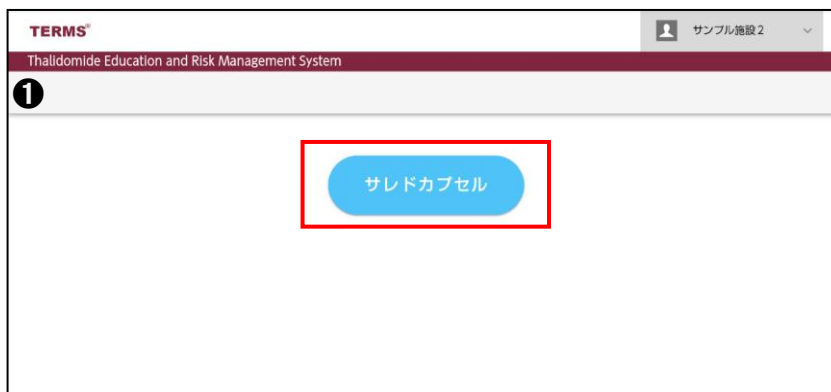 TERMS®
サンプル施設2
Thalidomide Education and Risk Management System
❶
サレドカプセル